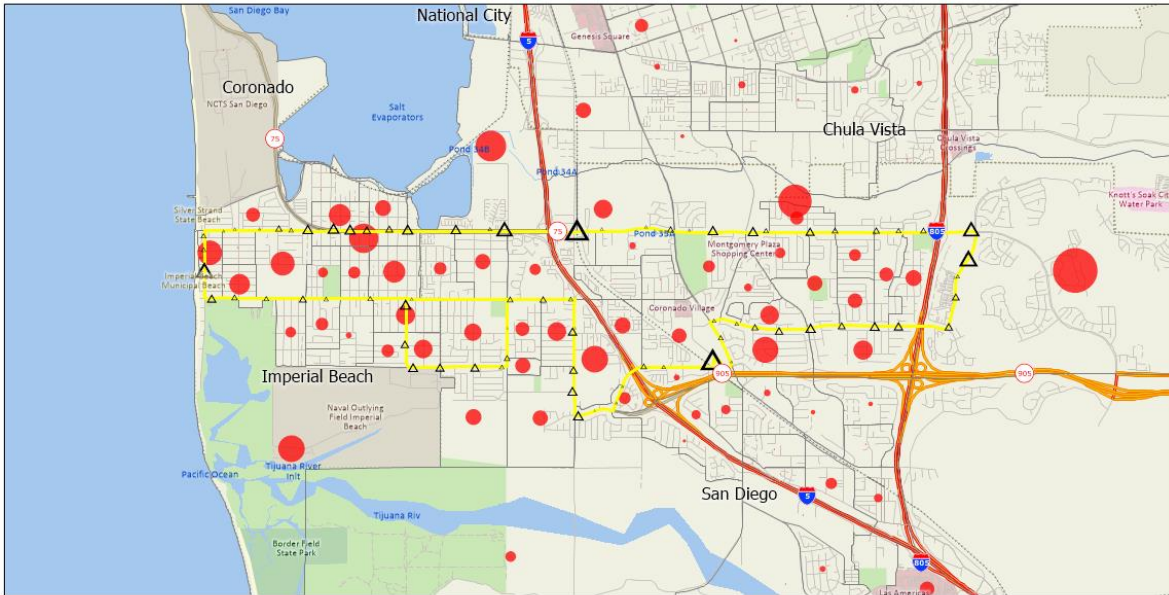 San Diego Bay
National City
5
Genesis Square
Coronado
NCTS San Diego
Salt
Evaporators
Chula Vista
75
Pond 34B
Chula Vista
Crossings
Pond 34A
Knott's Soak City
Water Park
Silver Strand
State Beach
75
805
Montgomery Plaza
Shopping Center
Imperial Beach
Municipal Beach
Coronado Village
Imperial Beach
905
905
Naval Outlying
Field Imperial
Beach
Pacific Ocean
Tijuana River
Inlt
San Diego
5
Tijuana Riv
Border Field
State Park
805
Las Americas